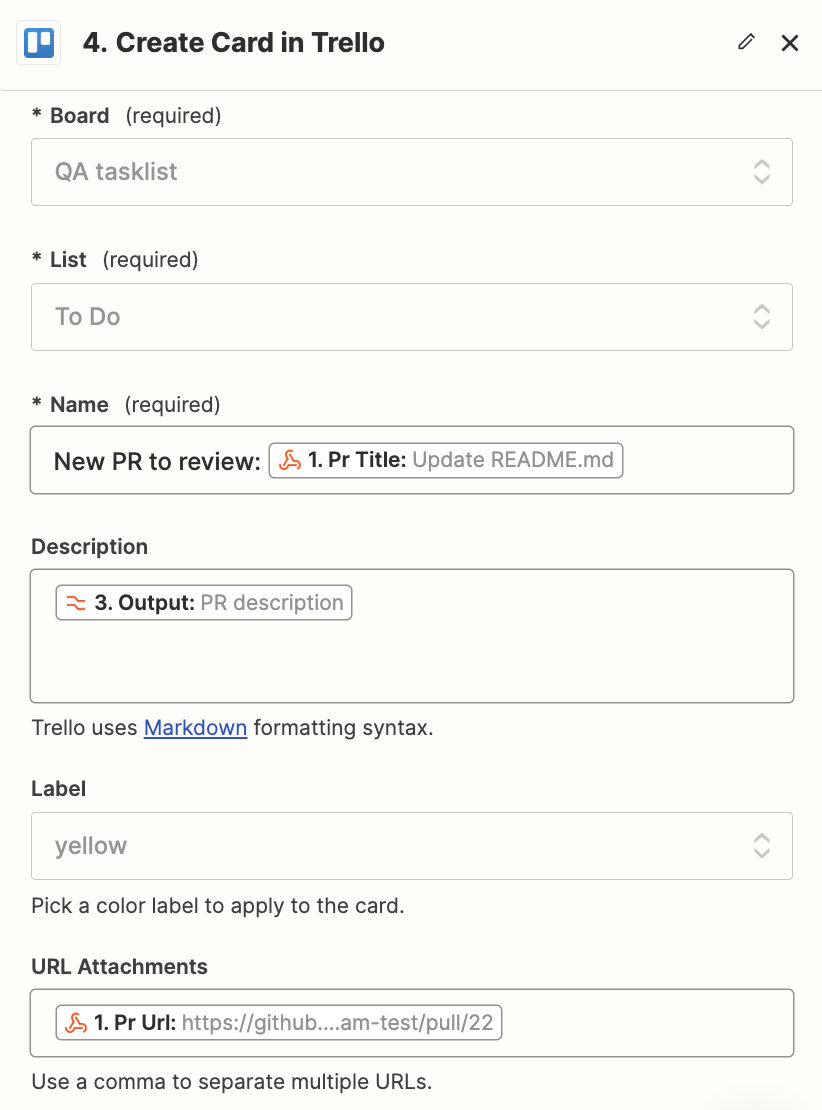 4. Create Card in Trello
* Board (required)
QA tasklist
* List (required)
To Do
* Name (required)
New PR to review: 1. Pr Title: Update README.md
Description
3. Output: PR description
Trello uses Markdown formatting syntax.
Label
yellow
Pick a color label to apply to the card.
URL Attachments
1. Pr Url: https://github....am-test/pull/22
Use a comma to separate multiple URLs.